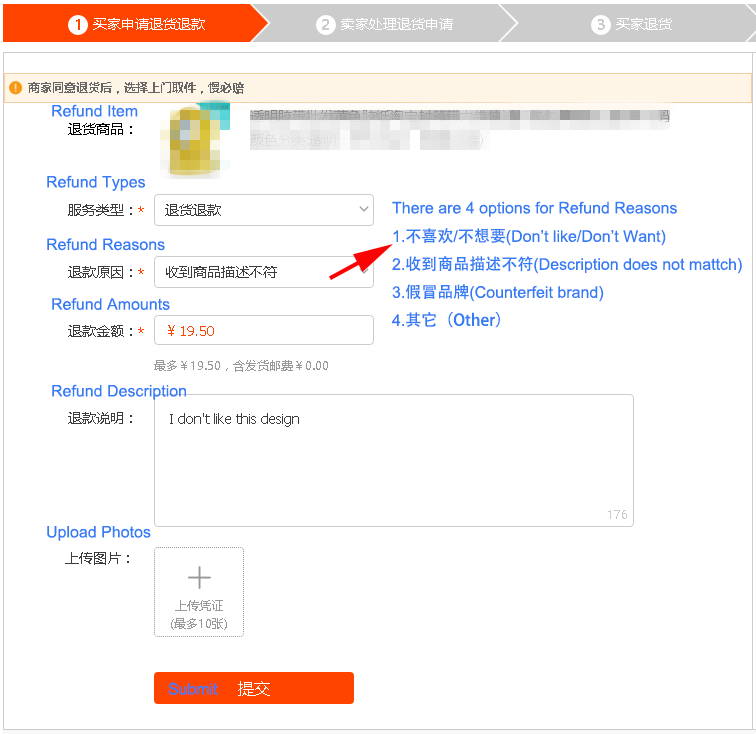 1 买家申请退货退款
2 卖家处理退货申请
3 买家退货
商家同意退货后，选择上门取件，慢必赔
Refund Item
退货商品：
Refund Types
服务类型：* 退货退款
Refund Reasons
退款原因：* 收到商品描述不符
There are 4 options for Refund Reasons
1.不喜欢/不想要(Don't like/Don't Want)
2.收到商品描述不符(Description does not mattch)
3.假冒品牌(Counterfeit brand)
4.其它（Other）
Refund Amounts
退款金额：* ￥19.50
最多￥19.50，含发货邮费￥0.00
Refund Description
退款说明：
I don't like this design
176
Upload Photos
上传图片：
上传凭证
(最多10张)
Submit 提交